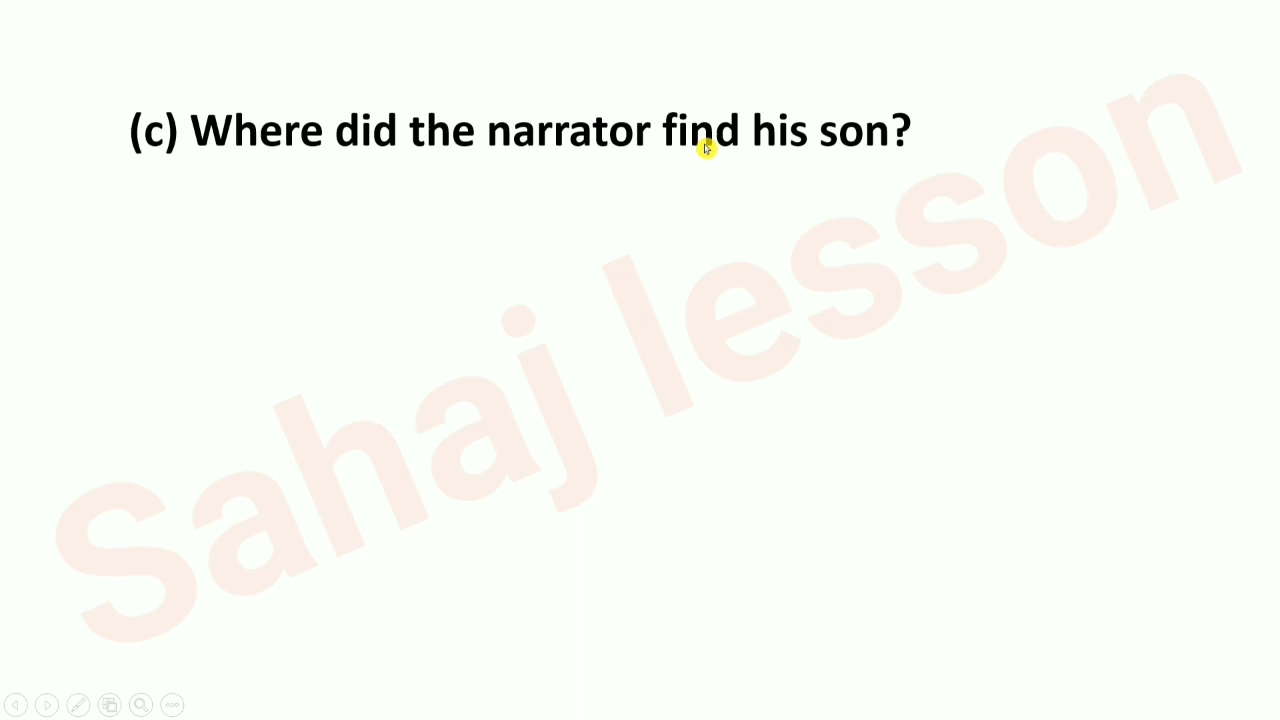 (c) Where did the narrator find his son?
Sahaj lesson